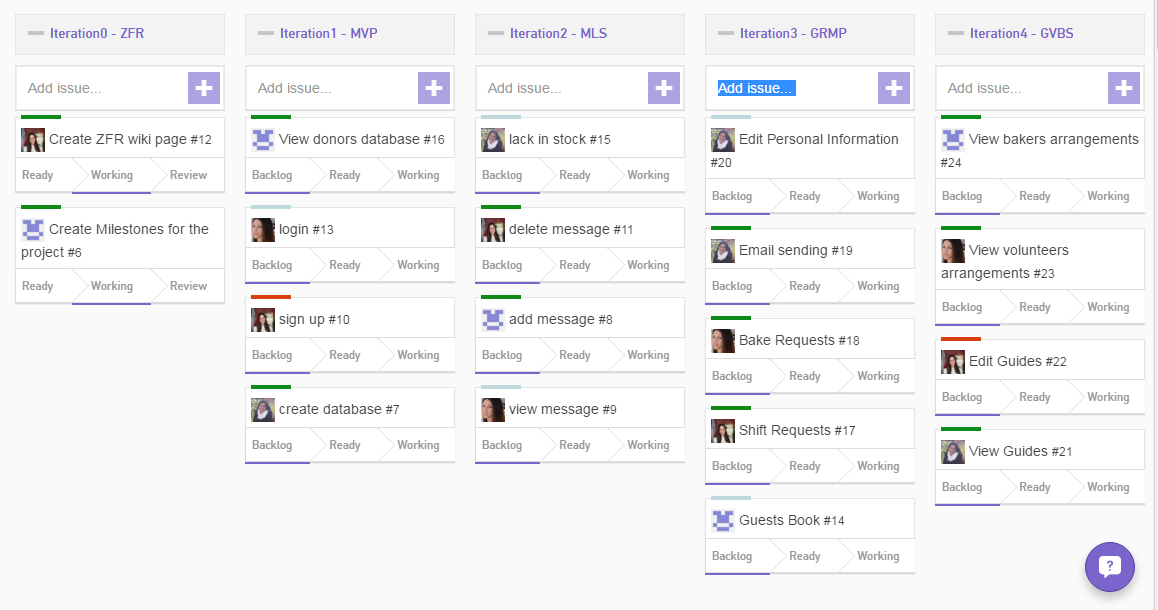 Iteration0 - ZFR
Add issue...
Create ZFR wiki page #12
Ready Working Review
Create Milestones for the
project #6
Ready Working Review
Iteration1 - MVP
Add issue...
View donors database #16
Backlog Ready Working
login #13
Backlog Ready Working
sign up #10
Backlog Ready Working
create database #7
Backlog Ready Working
Iteration2 - MLS
Add issue...
lack in stock #15
Backlog Ready Working
delete message #11
Backlog Ready Working
add message #8
Backlog Ready Working
view message #9
Backlog Ready Working
Iteration3 - GRMP
Add issue...
Edit Personal Information
#20
Backlog Ready Working
Email sending #19
Backlog Ready Working
Bake Requests #18
Backlog Ready Working
Shift Requests #17
Backlog Ready Working
Guests Book #14
Backlog Ready Working
Iteration4 - GVBS
Add issue...
View bakers arrangements
#24
Backlog Ready Working
View volunteers
arrangements #23
Backlog Ready Working
Edit Guides #22
Backlog Ready Working
View Guides #21
Backlog Ready Working
?